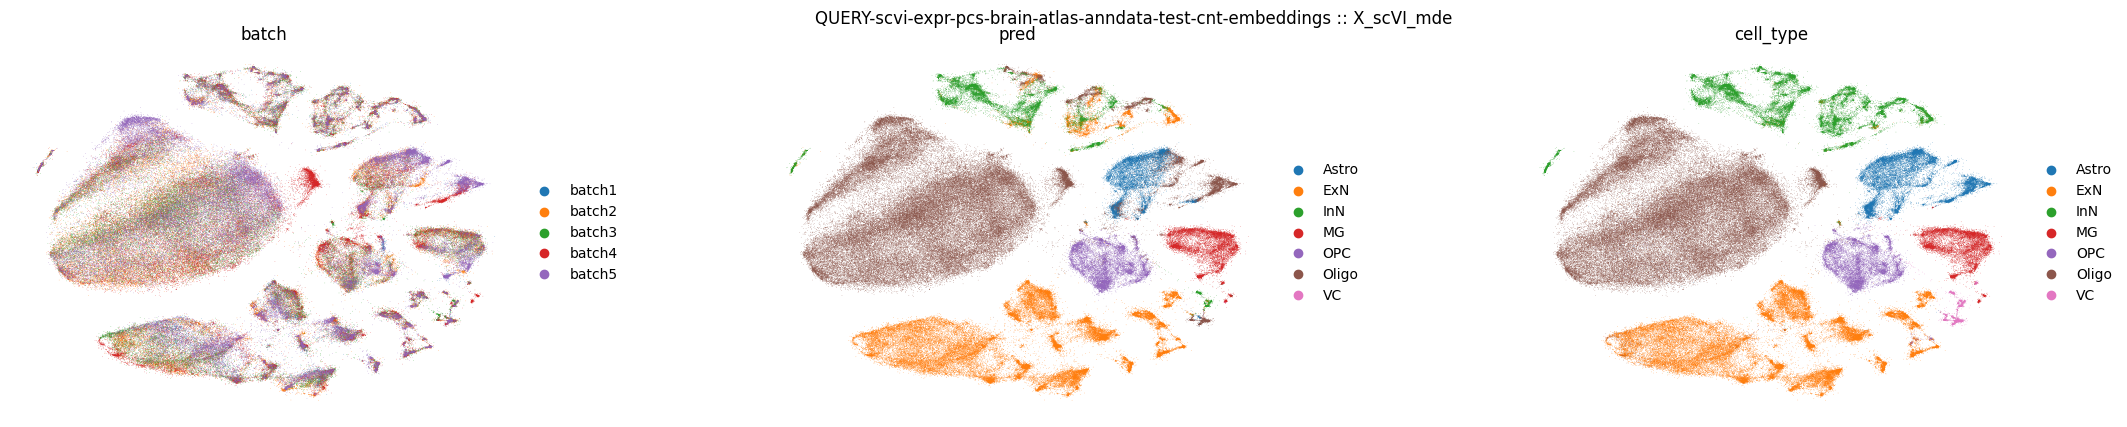 QUERY-scvi-expr-pcs-brain-atlas-anndata-test-cnt-embeddings :: X_scVI_mde
batch
batch1
batch2
batch3
batch4
batch5
pred
Astro
ExN
InN
MG
OPC
Oligo
VC
cell_type
Astro
ExN
InN
MG
OPC
Oligo
VC